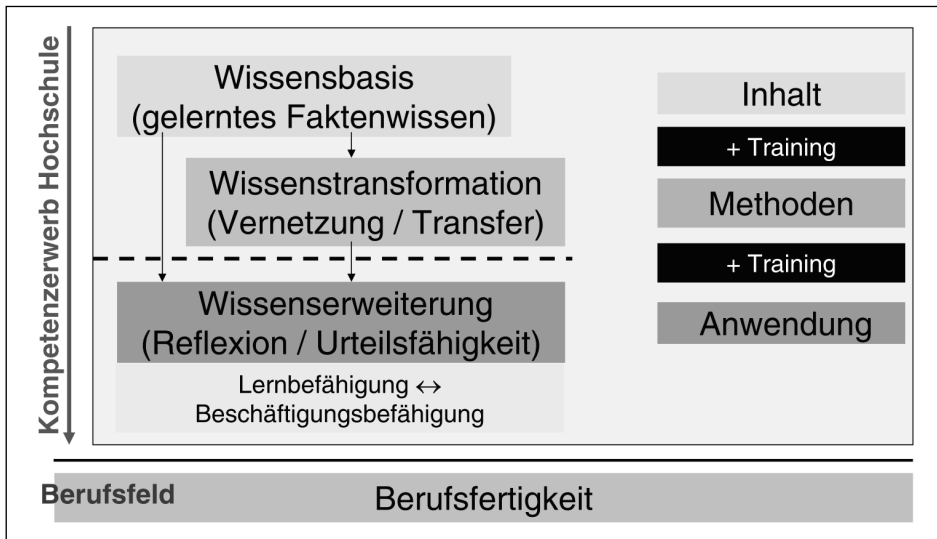 Kompetenzerwerb Hochschule
Wissensbasis
(gelerntes Faktenwissen)
Wissenstransformation
(Vernetzung / Transfer)
Wissenserweiterung
(Reflexion / Urteilsfähigkeit)
Lernbefähigung ↔
Beschäftigungsbefähigung
Inhalt
+ Training
Methoden
+ Training
Anwendung
Berufsfeld
Berufsfertigkeit